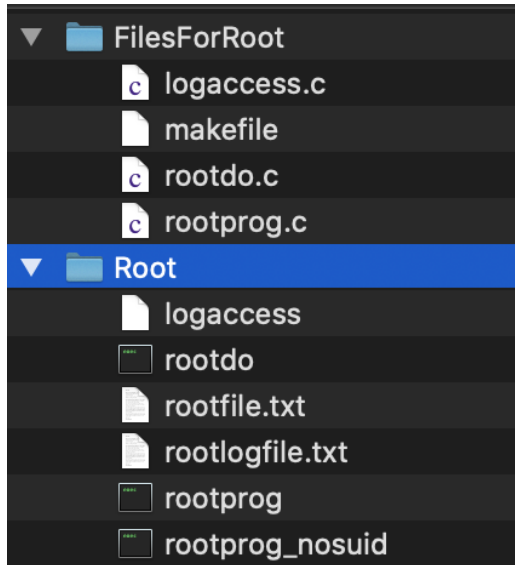 FilesForRoot
logaccess.c
makefile
rootdo.c
rootprog.c
Root
logaccess
rootdo
rootfile.txt
rootlogfile.txt
rootprog
rootprog_nosuid